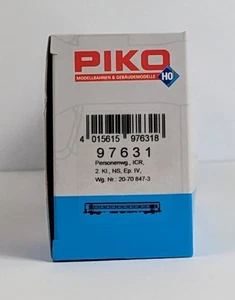 PIKO
MODELLBAHNEN & GEBÄUDEMODELLE
HO
4 015615 976318
97631
Personenwg., ICR,
2. Kl., NS, Ep. IV,
Wg. Nr.: 20-70 847-3